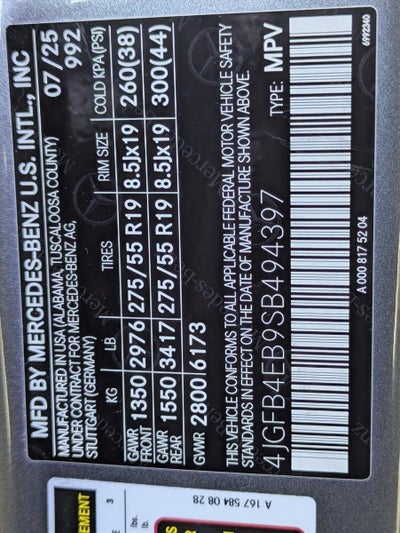 MFD BY MERCEDES-BENZ U.S. INTL., INC
MANUFACTURED IN USA (ALABAMA, TUSCALOOSA COUNTY) 07/25
UNDER CONTRACT FOR MERCEDES-BENZ AG,
STUTTGART (GERMANY) 992
KG LB TIRES RIM SIZE COLD KPA(PSI)
GAWR FRONT 1350 2976 275/55 R19 8.5Jx19 260(38)
GAWR REAR 1550 3417 275/55 R19 8.5Jx19 300(44)
GVWR 2800 6173
THIS VEHICLE CONFORMS TO ALL APPLICABLE FEDERAL MOTOR VEHICLE SAFETY
STANDARDS IN EFFECT ON THE DATE OF MANUFACTURE SHOWN ABOVE.
4JGFB4EB9SB494397 TYPE: MPV
A 000 817 52 04 6992340
A 167 584 08 28
3
lbs.
lb.